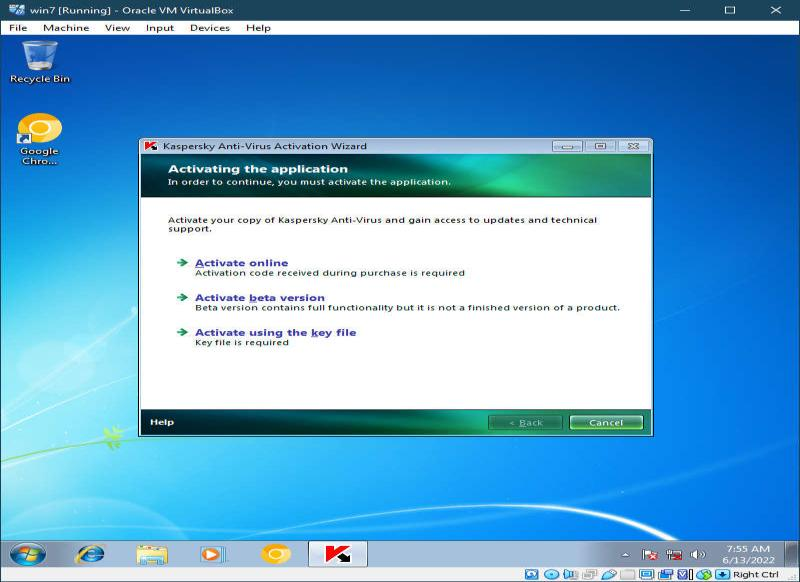 win7 [Running] - Oracle VM VirtualBox
File Machine View Input Devices Help
Recycle Bin
Google
Chro...
Kaspersky Anti-Virus Activation Wizard
Activating the application
In order to continue, you must activate the application.
Activate your copy of Kaspersky Anti-Virus and gain access to updates and technical
support.
Activate online
Activation code received during purchase is required
Activate beta version
Beta version contains full functionality but it is not a finished version of a product.
Activate using the key file
Key file is required
Help
< Back
Cancel
7:55 AM
6/13/2022
Right Ctrl